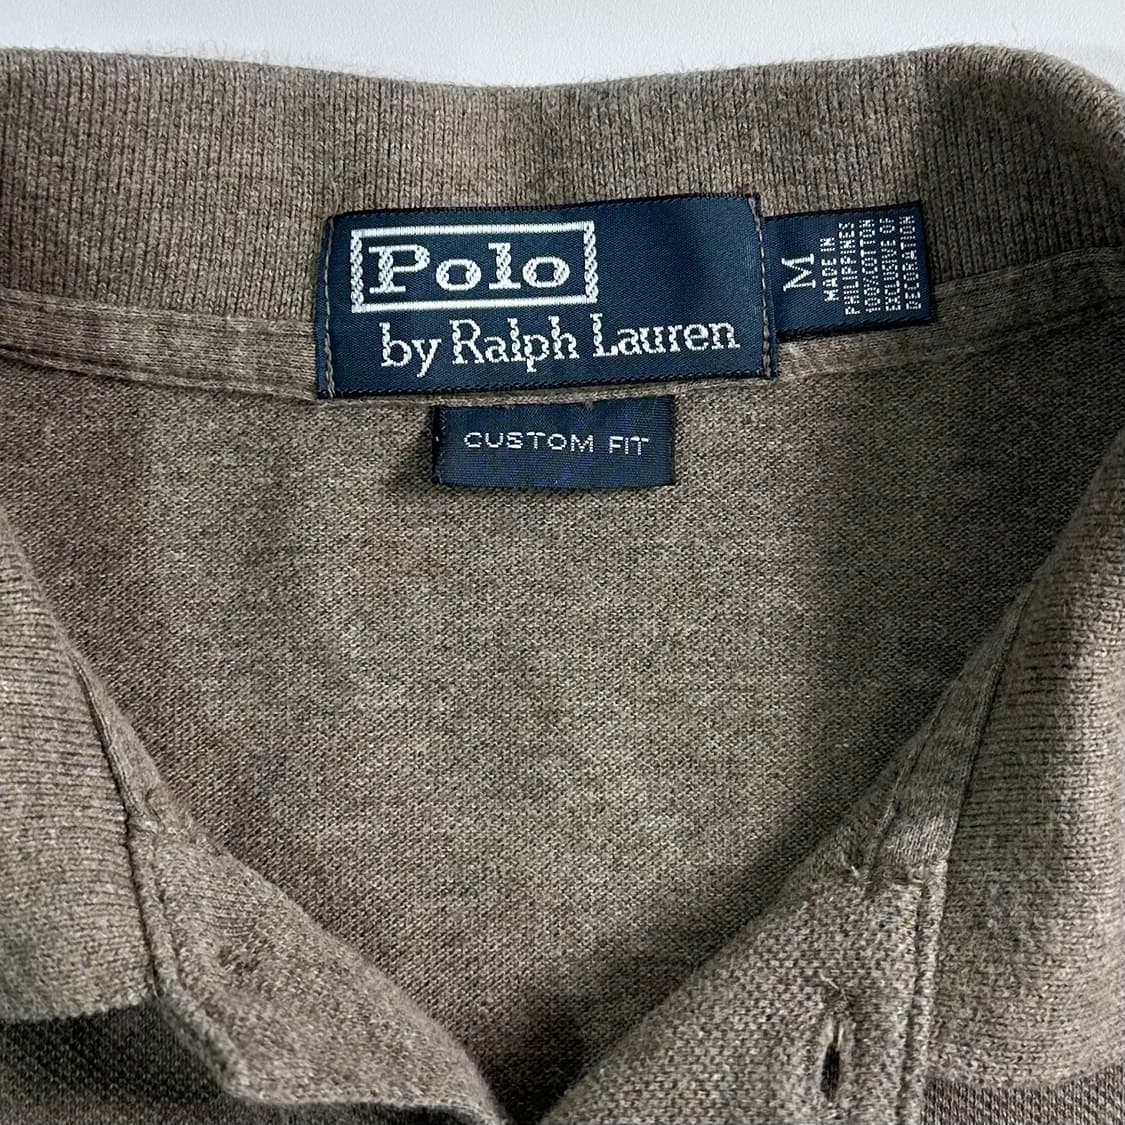 Polo
by Ralph Lauren
M
MADE IN
PHILIPPINES
100% COTTON
EXCLUSIVE OF
DECORATION
CUSTOM FIT